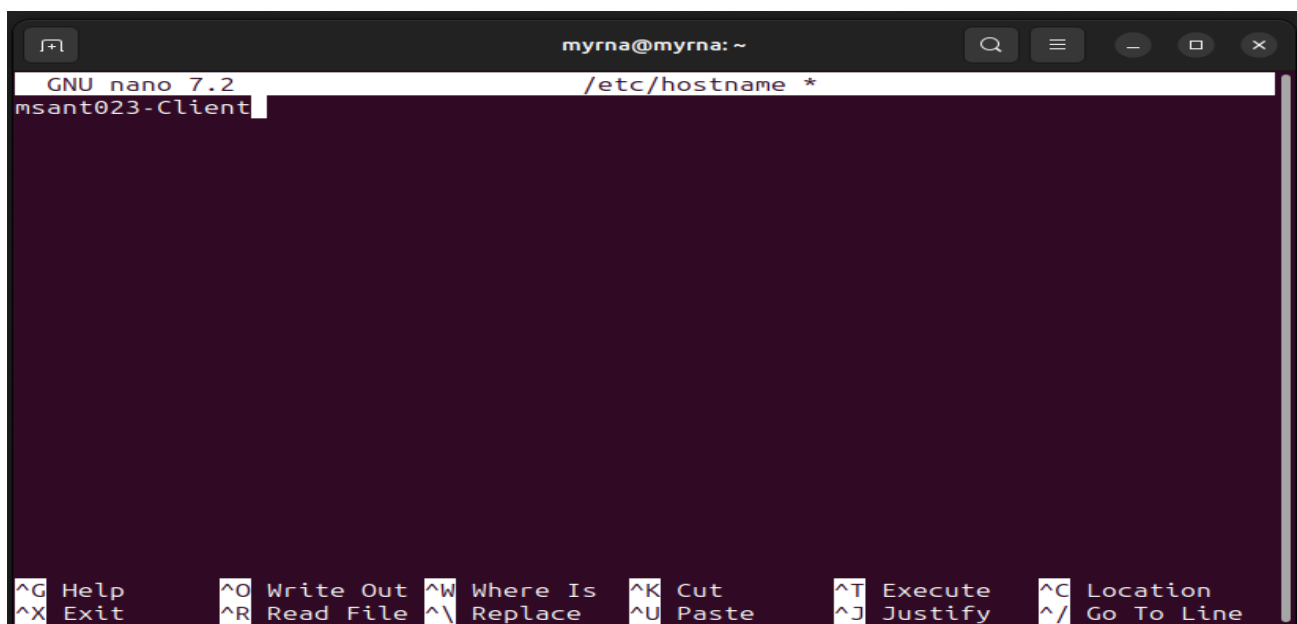 myrna@myrna: ~
GNU nano 7.2 /etc/hostname *
msant023-Client
^G Help ^O Write Out ^W Where Is ^K Cut ^T Execute ^C Location
^X Exit ^R Read File ^\ Replace ^U Paste ^J Justify ^/ Go To Line